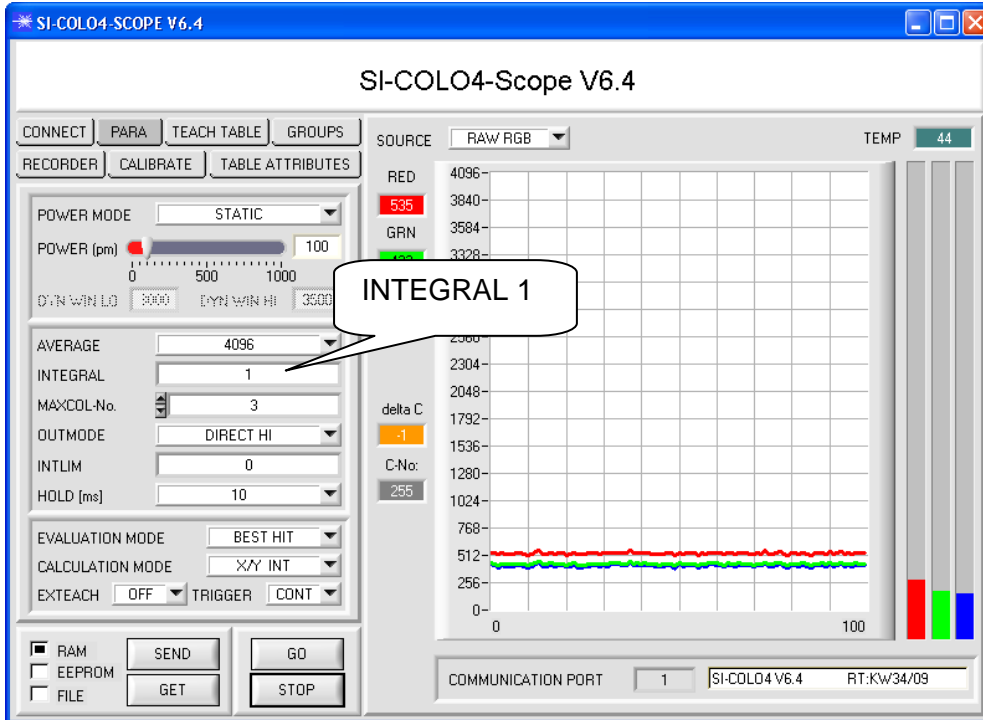 SI-COLO4-SCOPE V6.4
SI-COLO4-Scope V6.4
CONNECT PARA TEACH TABLE GROUPS
RECORDER CALIBRATE TABLE ATTRIBUTES
POWER MODE STATIC
POWER (pm) 100
0 500 1000
DYN WIN LO 3000 DYN WIN HI 3500
AVERAGE 4096
INTEGRAL 1
MAXCOL-No. 3
OUTMODE DIRECT HI
INTLIM 0
HOLD [ms] 10
EVALUATION MODE BEST HIT
CALCULATION MODE X/Y INT
EXTEACH OFF TRIGGER CONT
RAM
EEPROM
FILE
SEND GO
GET STOP
SOURCE RAW RGB TEMP 44
RED
535
GRN
INTEGRAL 1
delta C
-1
C-No:
255
4096
3840
3584
3328
2304
2048
1792
1536
1280
1024
768
512
256
0
0 100
COMMUNICATION PORT 1 SI-COLO4 V6.4 RT:KW34/09